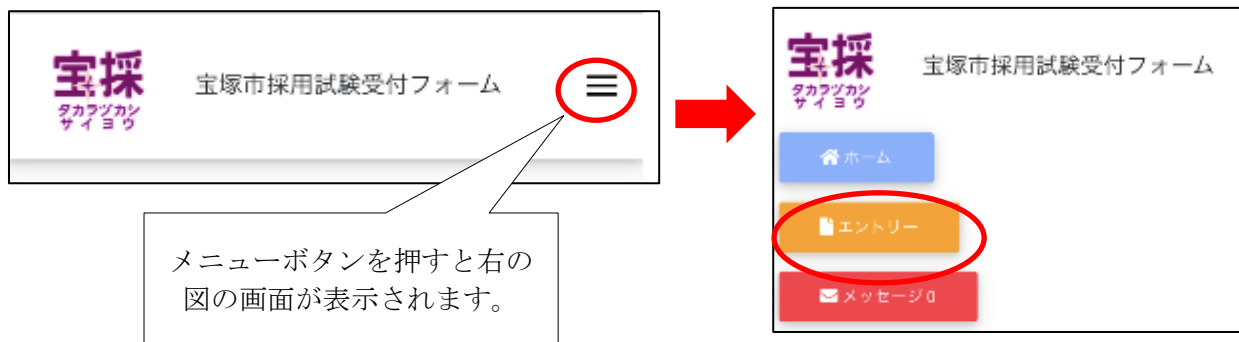 宝採
タカラヅカシ
サイヨウ
宝塚市採用試験受付フォーム
メニューボタンを押すと右の
図の画面が表示されます。
宝採
タカラヅカシ
サイヨウ
宝塚市採用試験受付フォーム
ホーム
エントリー
メッセージ 0